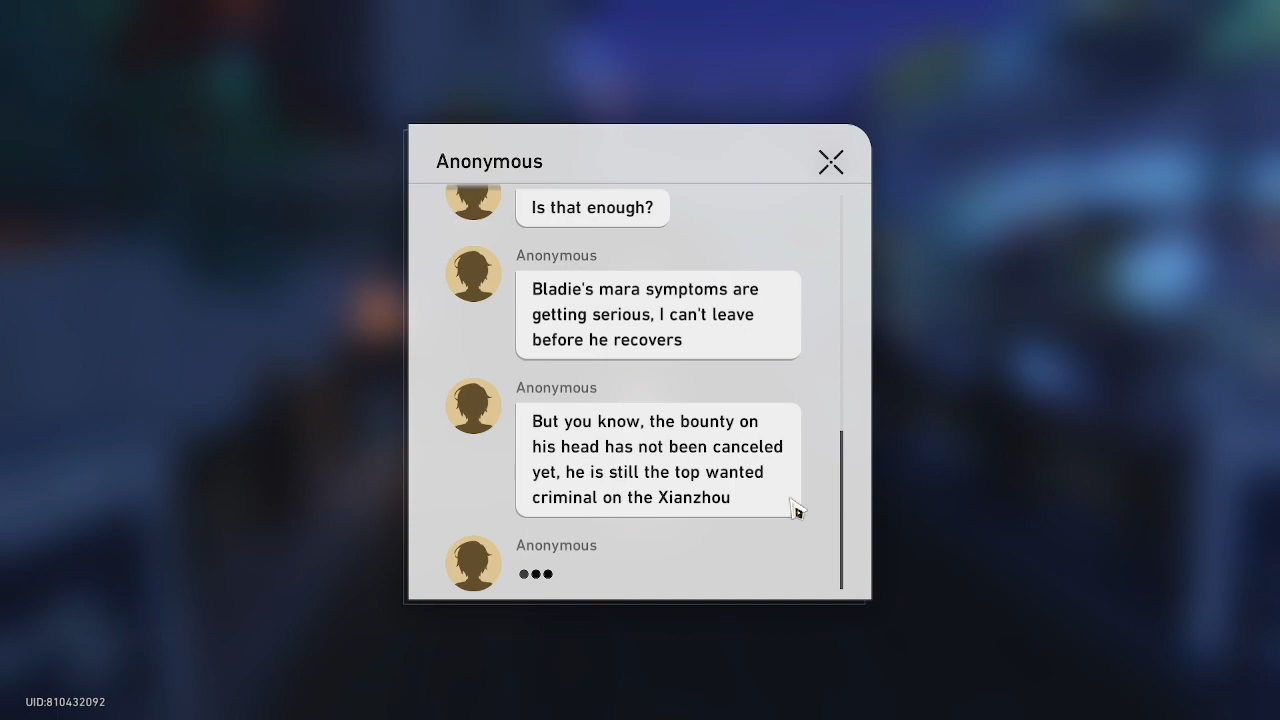 Anonymous
Is that enough?
Anonymous
Bladie's mara symptoms are
getting serious, I can't leave
before he recovers
Anonymous
But you know, the bounty on
his head has not been canceled
yet, he is still the top wanted
criminal on the Xianzhou
Anonymous
UID:810432092